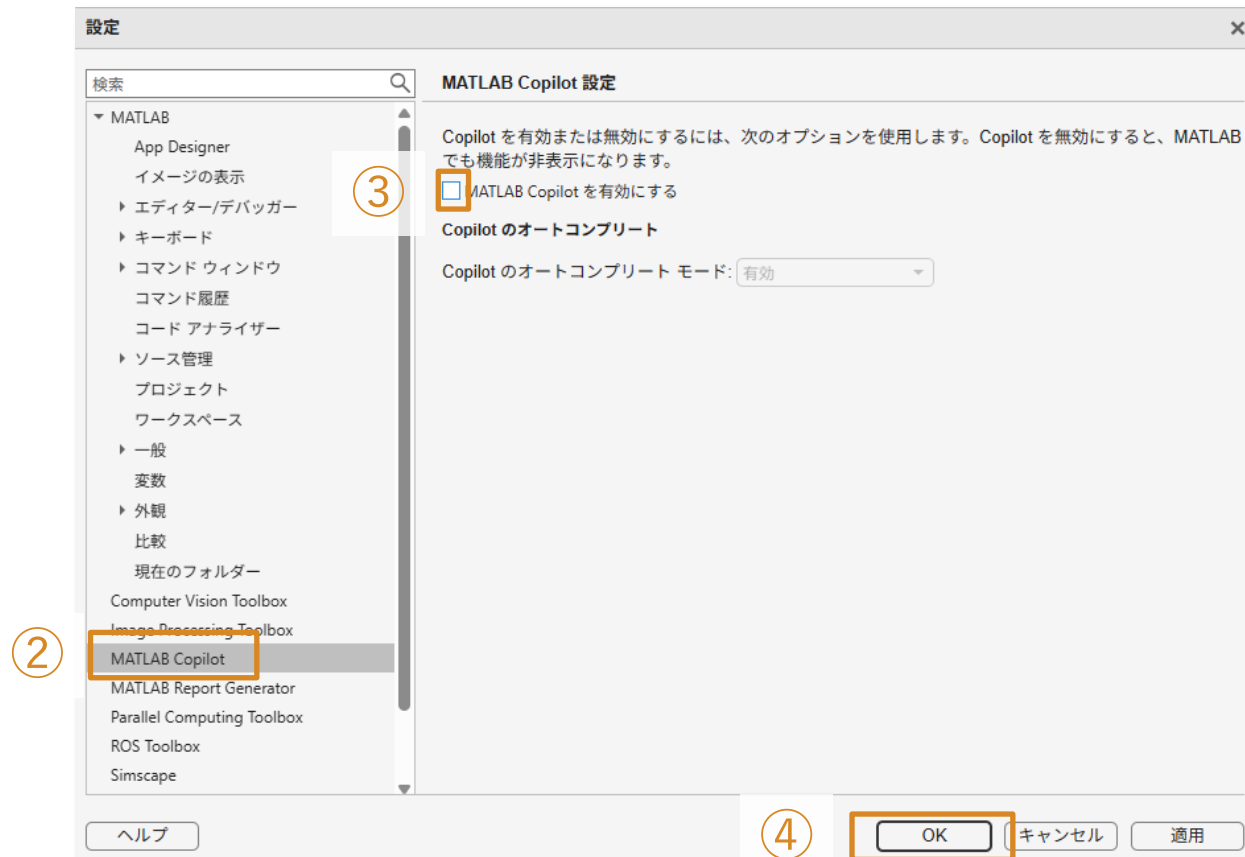 設定
検索
MATLAB
App Designer
イメージの表示
エディター/デバッガー
キーボード
コマンド ウィンドウ
コマンド履歴
コード アナライザー
ソース管理
プロジェクト
ワークスペース
一般
変数
外観
比較
現在のフォルダー
Computer Vision Toolbox
Image Processing Toolbox
② MATLAB Copilot
MATLAB Report Generator
Parallel Computing Toolbox
ROS Toolbox
Simscape
MATLAB Copilot 設定
Copilot を有効または無効にするには、次のオプションを使用します。Copilot を無効にすると、MATLAB
でも機能が非表示になります。
③ MATLAB Copilot を有効にする
Copilot のオートコンプリート
Copilot のオートコンプリート モード: 有効
ヘルプ
④ OK キャンセル 適用